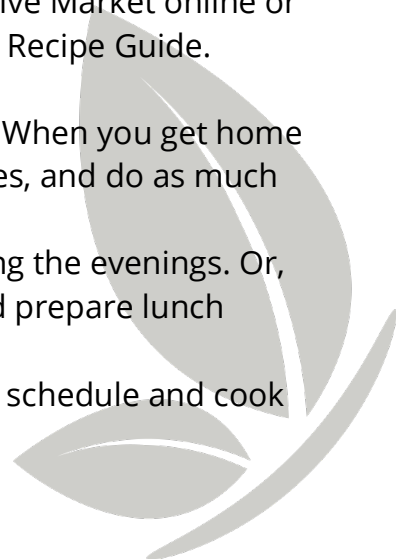 ive Market online or
Recipe Guide.
When you get home
es, and do as much
ng the evenings. Or,
d prepare lunch
schedule and cook